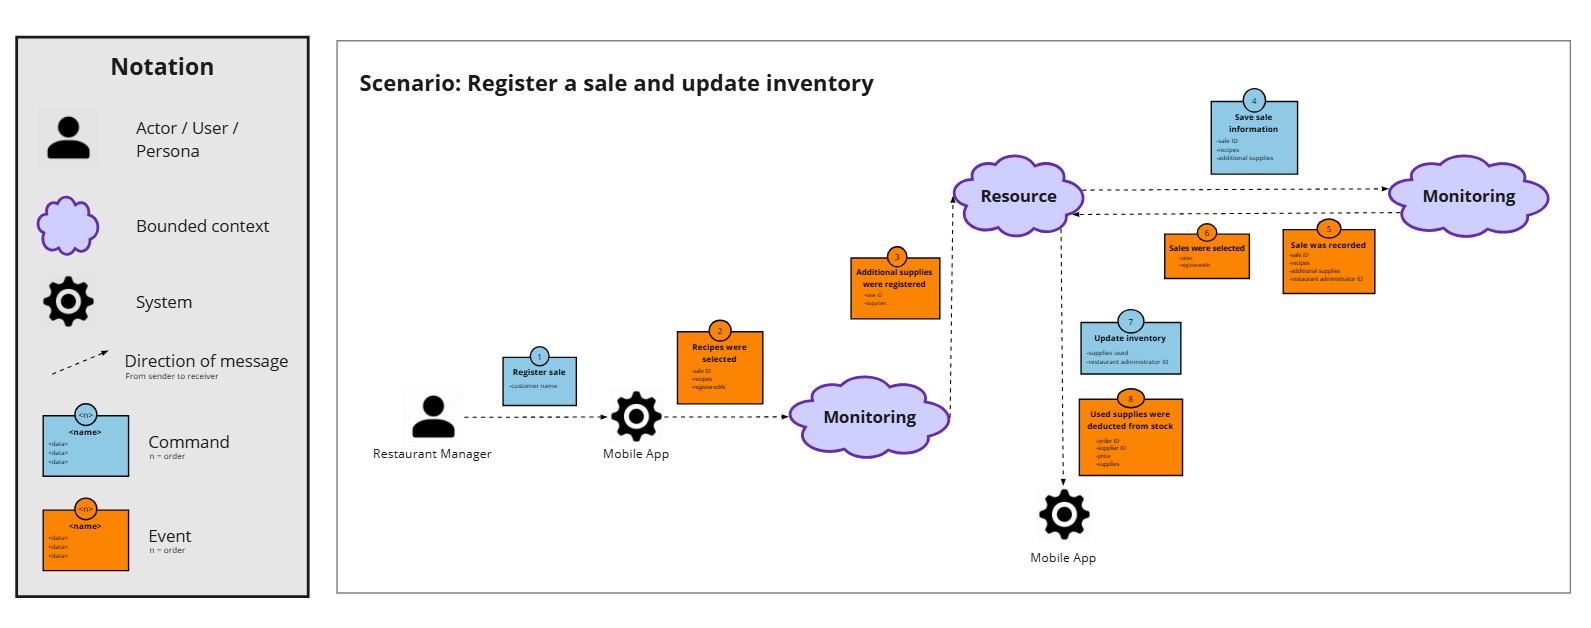 Notation
Actor / User /
Persona
Bounded context
System
Direction of message
From sender to receiver
<n>
<name>
<data>
<data>
<data>
Command
n = order
<n>
<name>
<data>
<data>
<data>
Event
n = order
Scenario: Register a sale and update inventory
Restaurant Manager
1
Register sale
-customer name
Mobile App
2
Recipes were
selected
-sale ID
-recipes
-registeredAt
Monitoring
3
Additional supplies
were registered
-sale ID
-supplies
Resource
4
Save sale
information
-sale ID
-recipes
-additional supplies
Monitoring
5
Sale was recorded
-sale ID
-recipes
-additional supplies
-restaurant administrator ID
6
Sales were selected
-sales
-registeredAt
7
Update inventory
-supplies used
-restaurant administrator ID
8
Used supplies were
deducted from stock
-order ID
-supplier ID
-price
-supplies
Mobile App